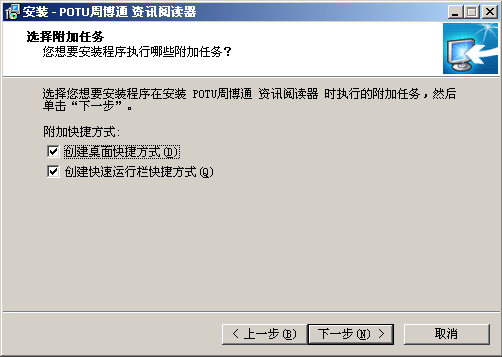 安装 - POTU周博通 资讯阅读器
选择附加任务
您想要安装程序执行哪些附加任务？
选择您想要安装程序在安装 POTU周博通 资讯阅读器 时执行的附加任务，然后
单击“下一步”。
附加快捷方式:
创建桌面快捷方式(D)
创建快速运行栏快捷方式(Q)
< 上一步(B)
下一步(N) >
取消